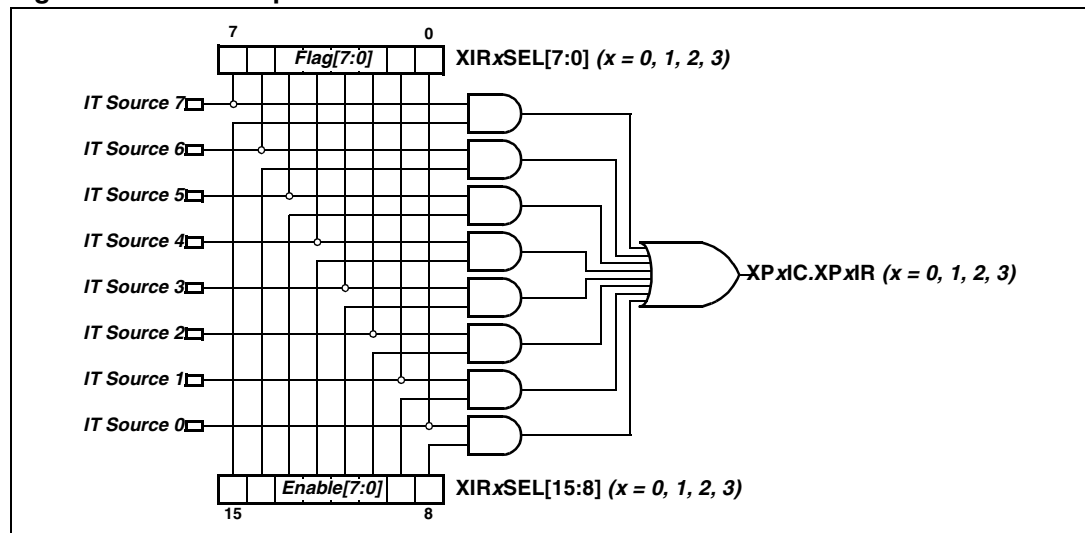 7 0
Flag[7:0] XIRxSEL[7:0] (x = 0, 1, 2, 3)
IT Source 7
IT Source 6
IT Source 5
IT Source 4
IT Source 3
IT Source 2
IT Source 1
IT Source 0
XPxIC.XPxIR (x = 0, 1, 2, 3)
Enable[7:0] XIRxSEL[15:8] (x = 0, 1, 2, 3)
15 8